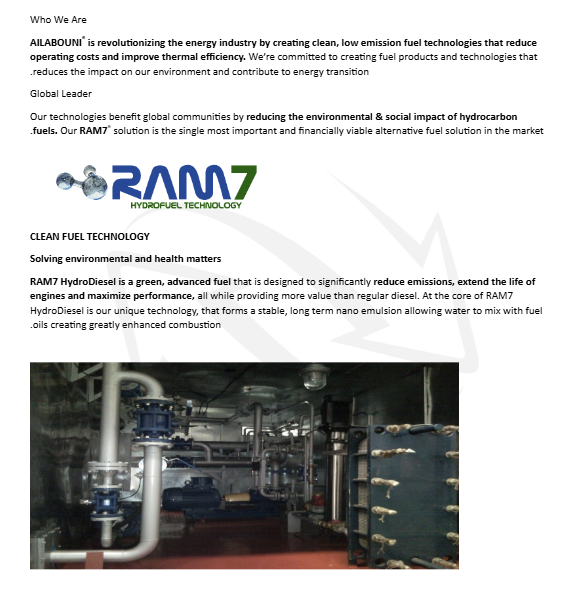 Who We Are
AILABOUNI® is revolutionizing the energy industry by creating clean, low emission fuel technologies that reduce
operating costs and improve thermal efficiency. We're committed to creating fuel products and technologies that
.reduces the impact on our environment and contribute to energy transition
Global Leader
Our technologies benefit global communities by reducing the environmental & social impact of hydrocarbon
.fuels. Our RAM7® solution is the single most important and financially viable alternative fuel solution in the market
RAM7
HYDROFUEL TECHNOLOGY
CLEAN FUEL TECHNOLOGY
Solving environmental and health matters
RAM7 HydroDiesel is a green, advanced fuel that is designed to significantly reduce emissions, extend the life of
engines and maximize performance, all while providing more value than regular diesel. At the core of RAM7
HydroDiesel is our unique technology, that forms a stable, long term nano emulsion allowing water to mix with fuel
.oils creating greatly enhanced combustion